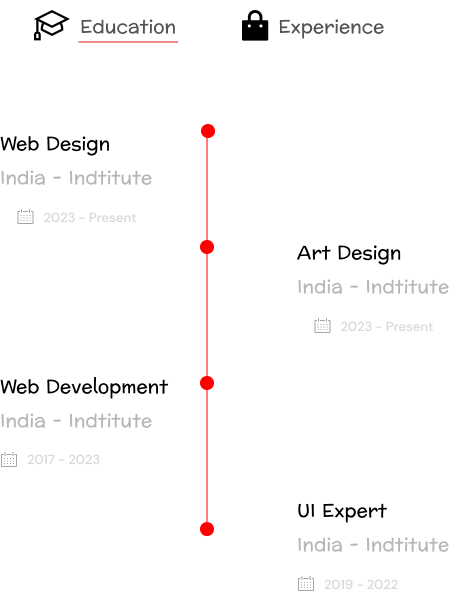 Education
Experience
Web Design
India - Indtitute
2023 - Present
Art Design
India - Indtitute
2023 - Present
Web Development
India - Indtitute
2017 - 2023
UI Expert
India - Indtitute
2019 - 2022